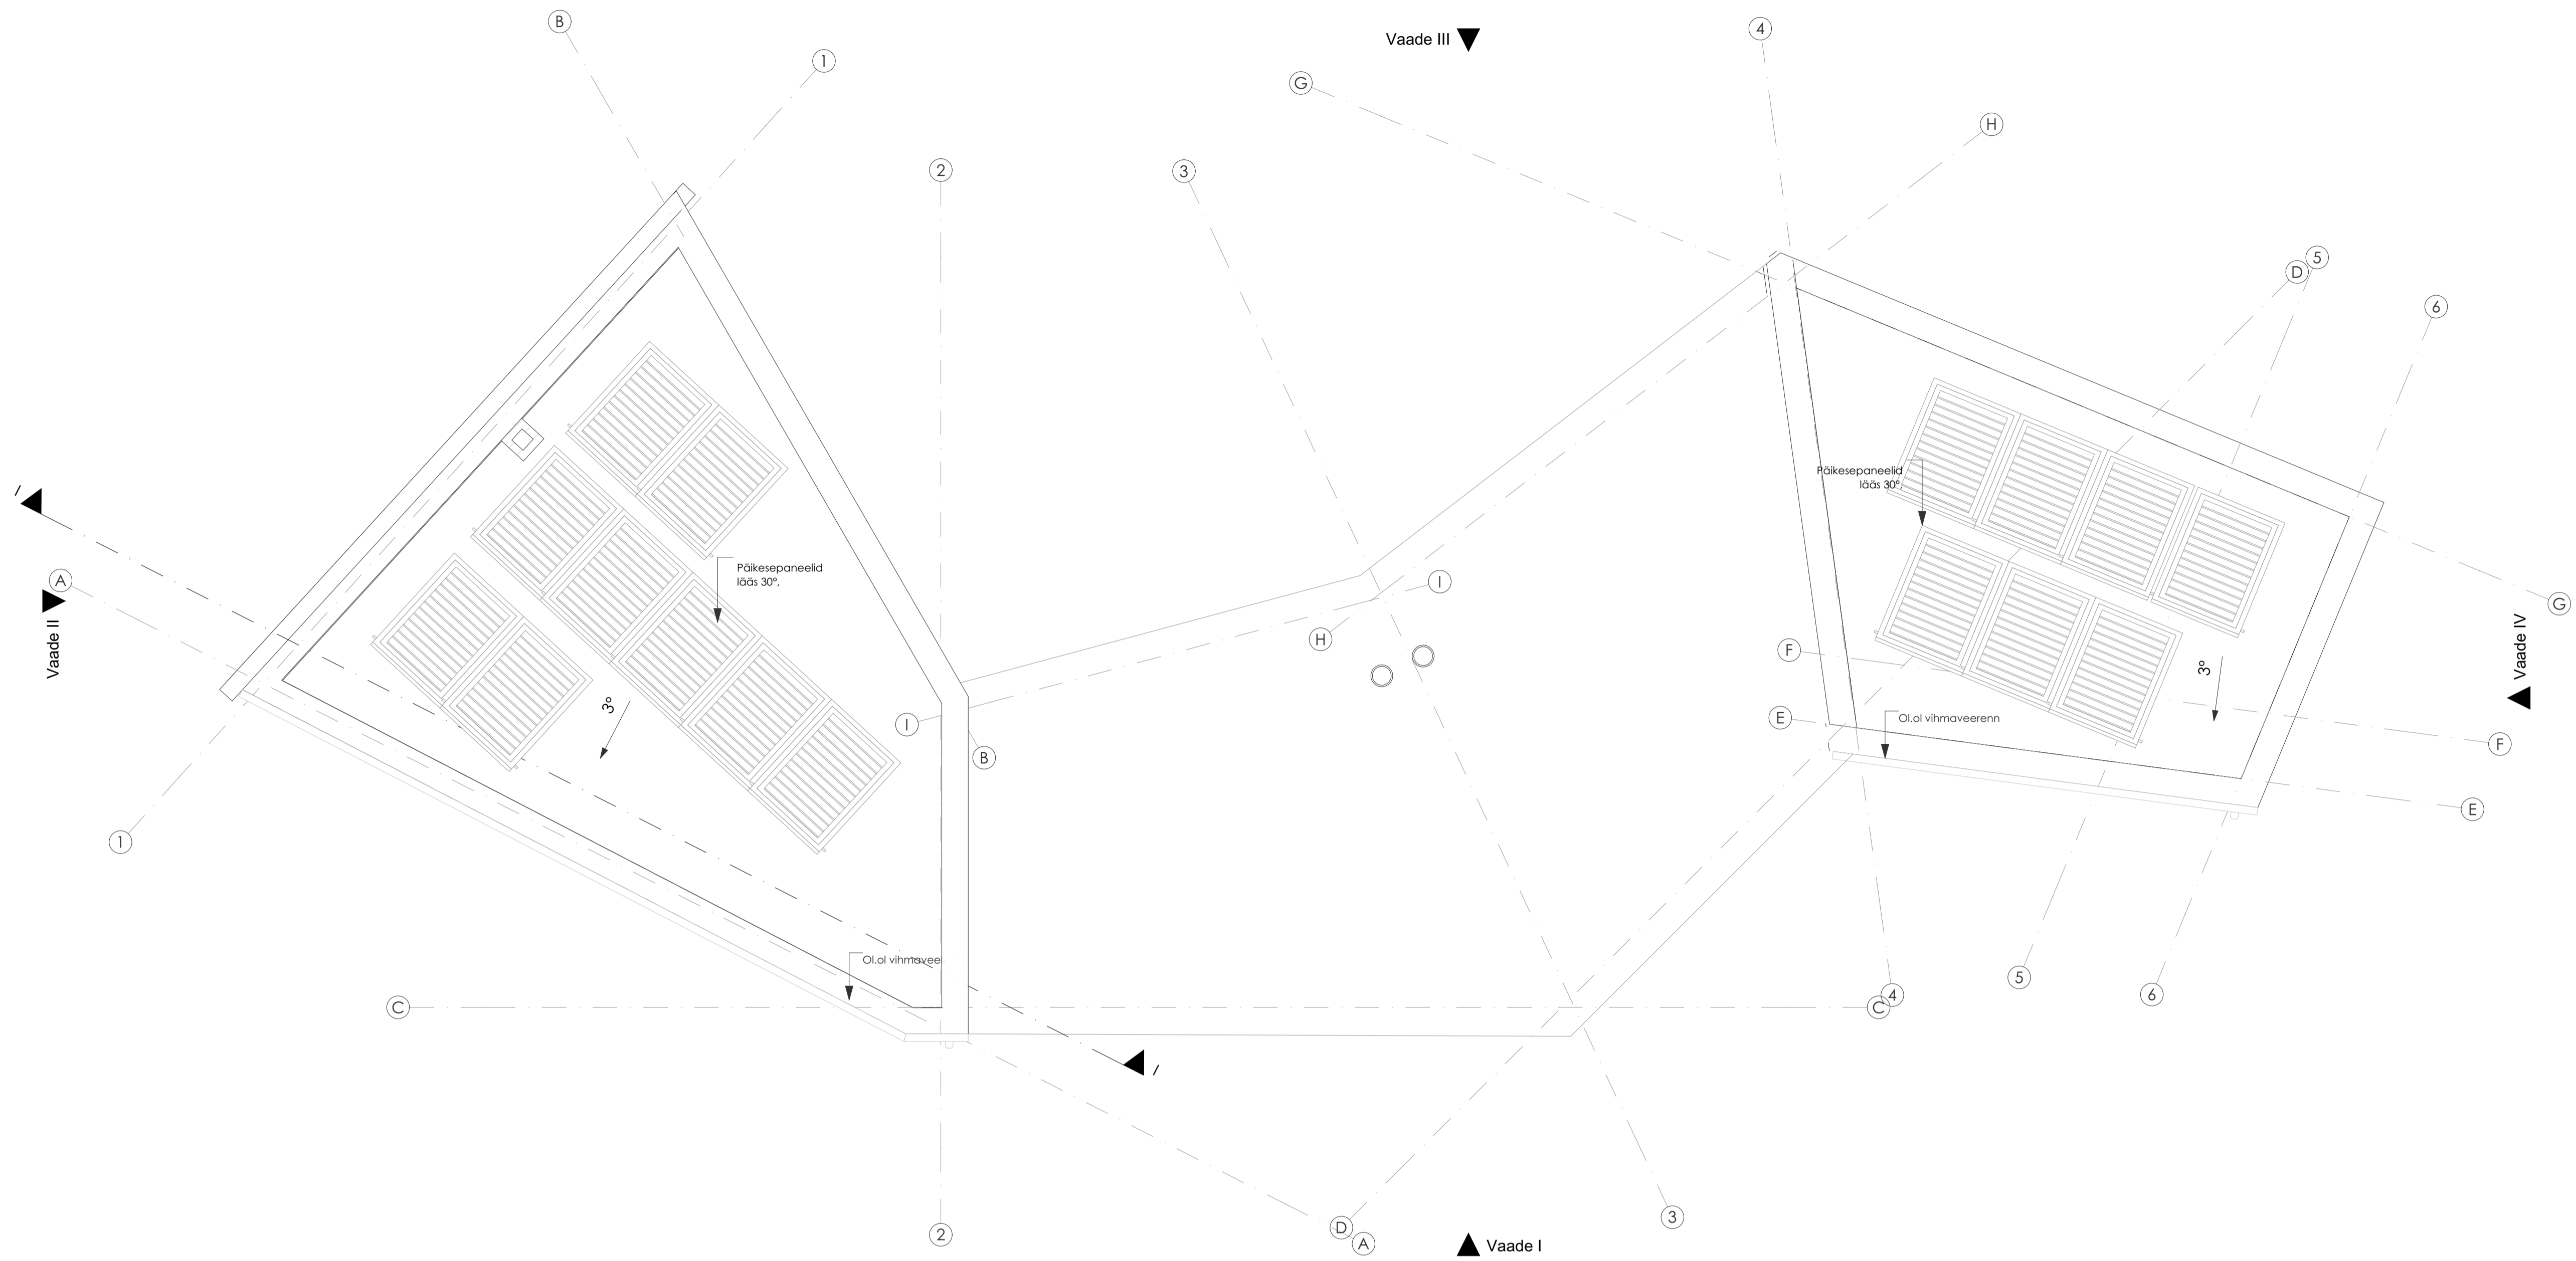 B
4
Vaade III
1
G
H
2
3
5
D
6
Päikesepaneelid
lääs 30°,
I
Päikesepaneelid
lääs 30°,
A
I
G
Vaade II
H
F
Vaade IV
3°
3°
E
Ol.ol vihmaveerenn
I
F
B
E
1
Ol.ol vihmavee
5
4
6
C
C
I
3
D
2
A
Vaade I